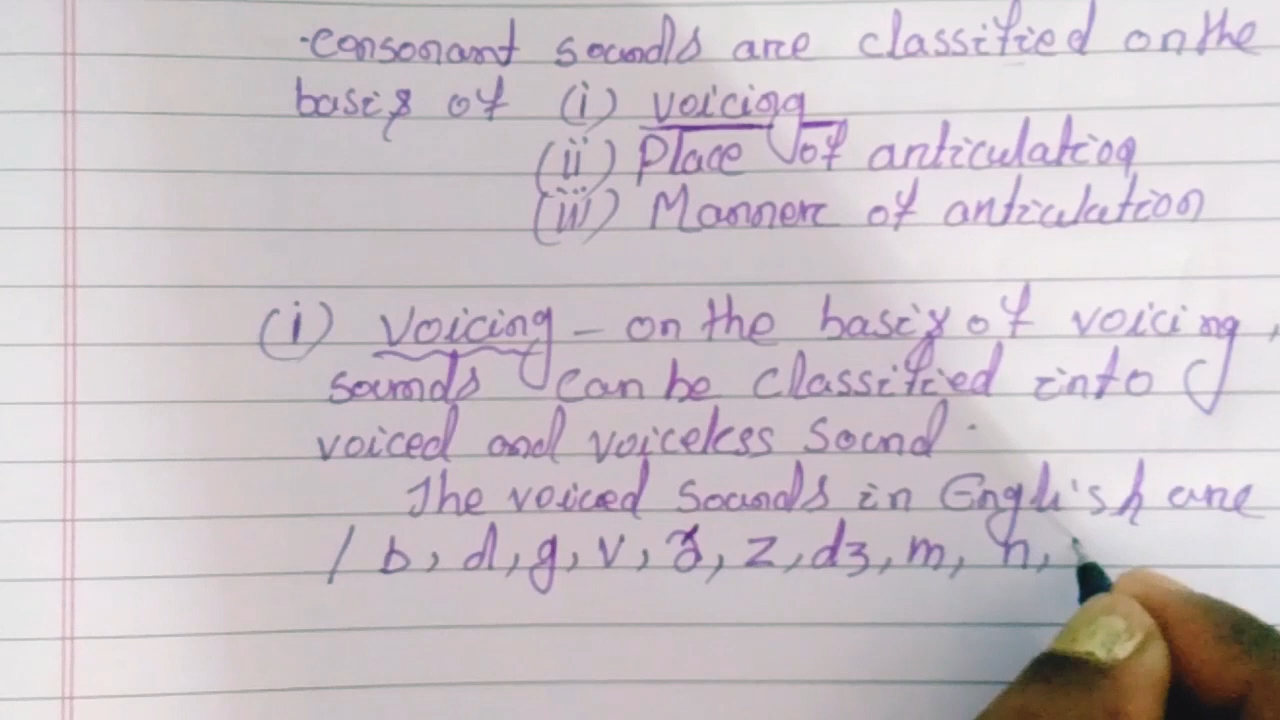 consonant sounds are classified on the
basis of (i) voicing
(ii) Place of articulation
(iii) Manner of articulation
(i) Voicing - on the basis of voicing,
sounds can be classified into
voiced and voiceless sound.
The voiced sounds in English are
/ b, d, g, v, ʒ, z, dʒ, m, n,